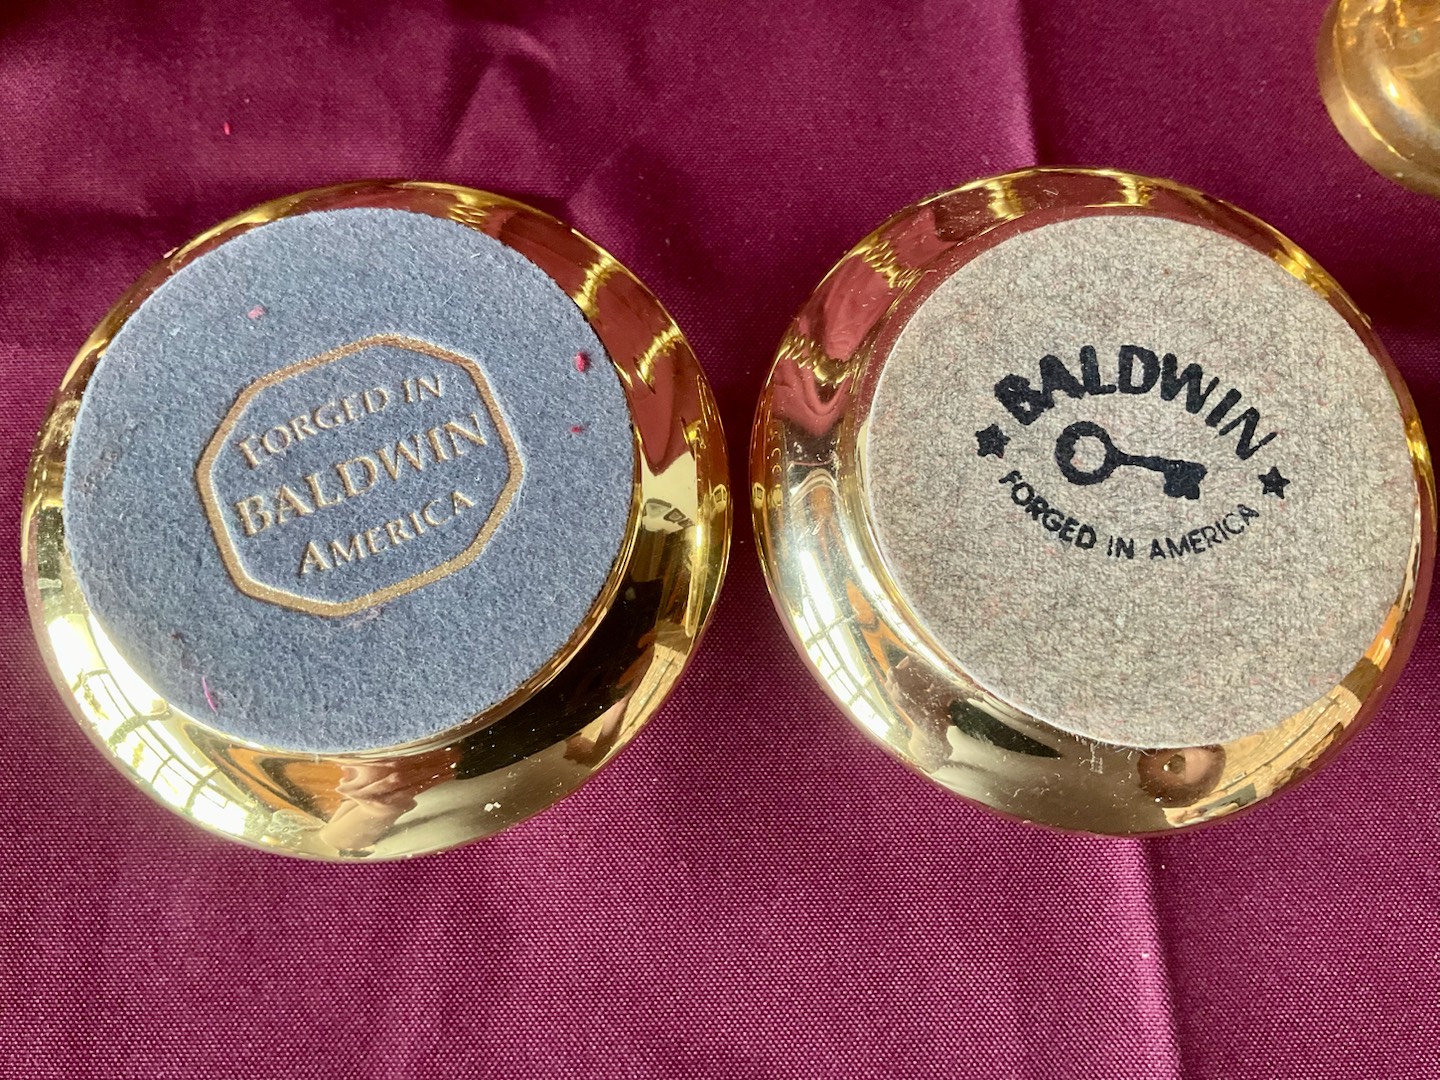 FORGED IN
BALDWIN
AMERICA
BALDWIN
FORGED IN AMERICA